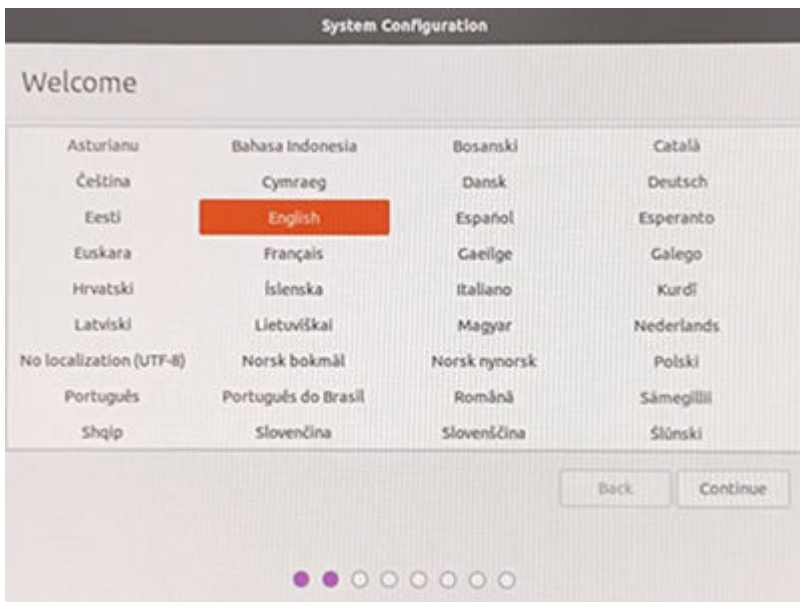 System Configuration
Welcome
Asturianu Bahasa Indonesia Bosanski Català
Čeština Cymraeg Dansk Deutsch
Eesti English Español Esperanto
Euskara Français Gaeilge Galego
Hrvatski Íslenska Italiano Kurdî
Latviski Lietuviškai Magyar Nederlands
No localization (UTF-8) Norsk bokmål Norsk nynorsk Polski
Português Português do Brasil Română Sámegillii
Shqip Slovenčina Slovenščina Ślůnski
Back Continue